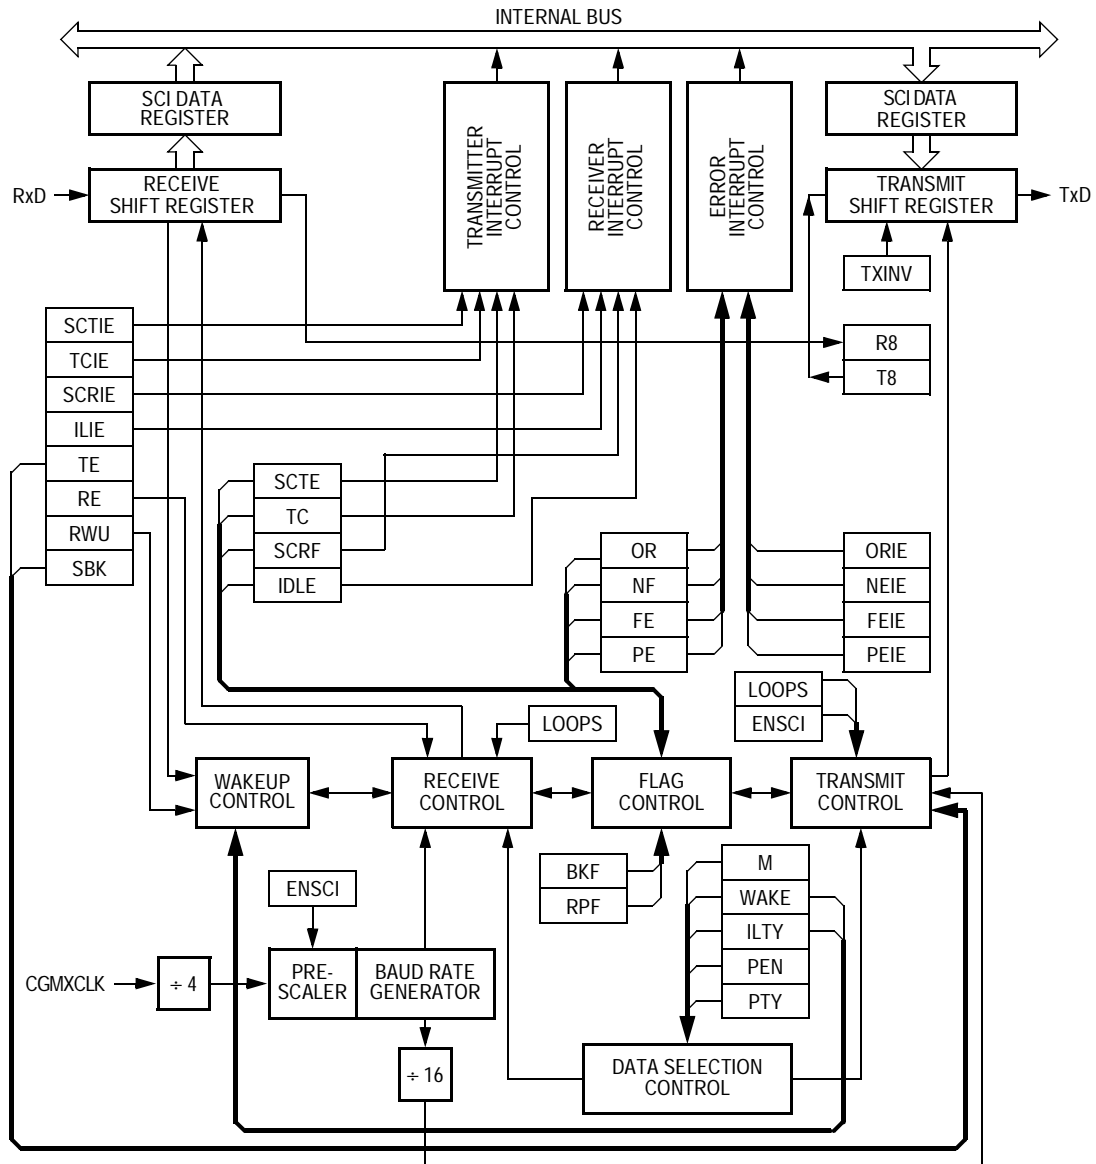 INTERNAL BUS
SCI DATA
REGISTER
SCI DATA
REGISTER
TRANSMITTER
INTERRUPT
CONTROL
RECEIVER
INTERRUPT
CONTROL
ERROR
INTERRUPT
CONTROL
RxD
RECEIVE
SHIFT REGISTER
TRANSMIT
SHIFT REGISTER
TxD
TXINV
SCTIE
TCIE
SCRIE
ILIE
TE
RE
RWU
SBK
R8
T8
SCTE
TC
SCRF
IDLE
OR
NF
FE
PE
ORIE
NEIE
FEIE
PEIE
LOOPS
LOOPS
ENSCI
WAKEUP
CONTROL
RECEIVE
CONTROL
FLAG
CONTROL
TRANSMIT
CONTROL
BKF
RPF
M
WAKE
ILTY
PEN
PTY
ENSCI
CGMXCLK
÷ 4
PRE-
SCALER
BAUD RATE
GENERATOR
÷ 16
DATA SELECTION
CONTROL